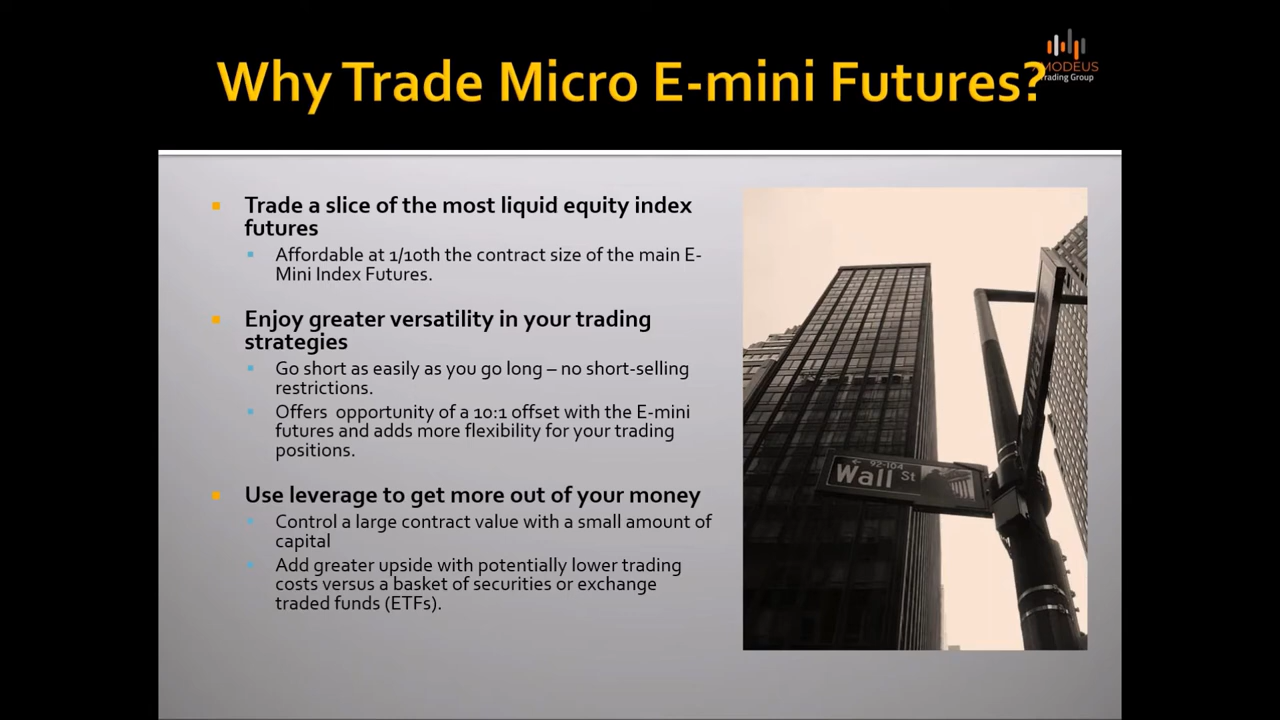 Why Trade Micro E-mini Futures?
AMODEUS
Trading Group
Trade a slice of the most liquid equity index
futures
Affordable at 1/10th the contract size of the main E-
Mini Index Futures.
Enjoy greater versatility in your trading
strategies
Go short as easily as you go long – no short-selling
restrictions.
Offers opportunity of a 10:1 offset with the E-mini
futures and adds more flexibility for your trading
positions.
Use leverage to get more out of your money
Control a large contract value with a small amount of
capital
Add greater upside with potentially lower trading
costs versus a basket of securities or exchange
traded funds (ETFs).
92-104
Wall St